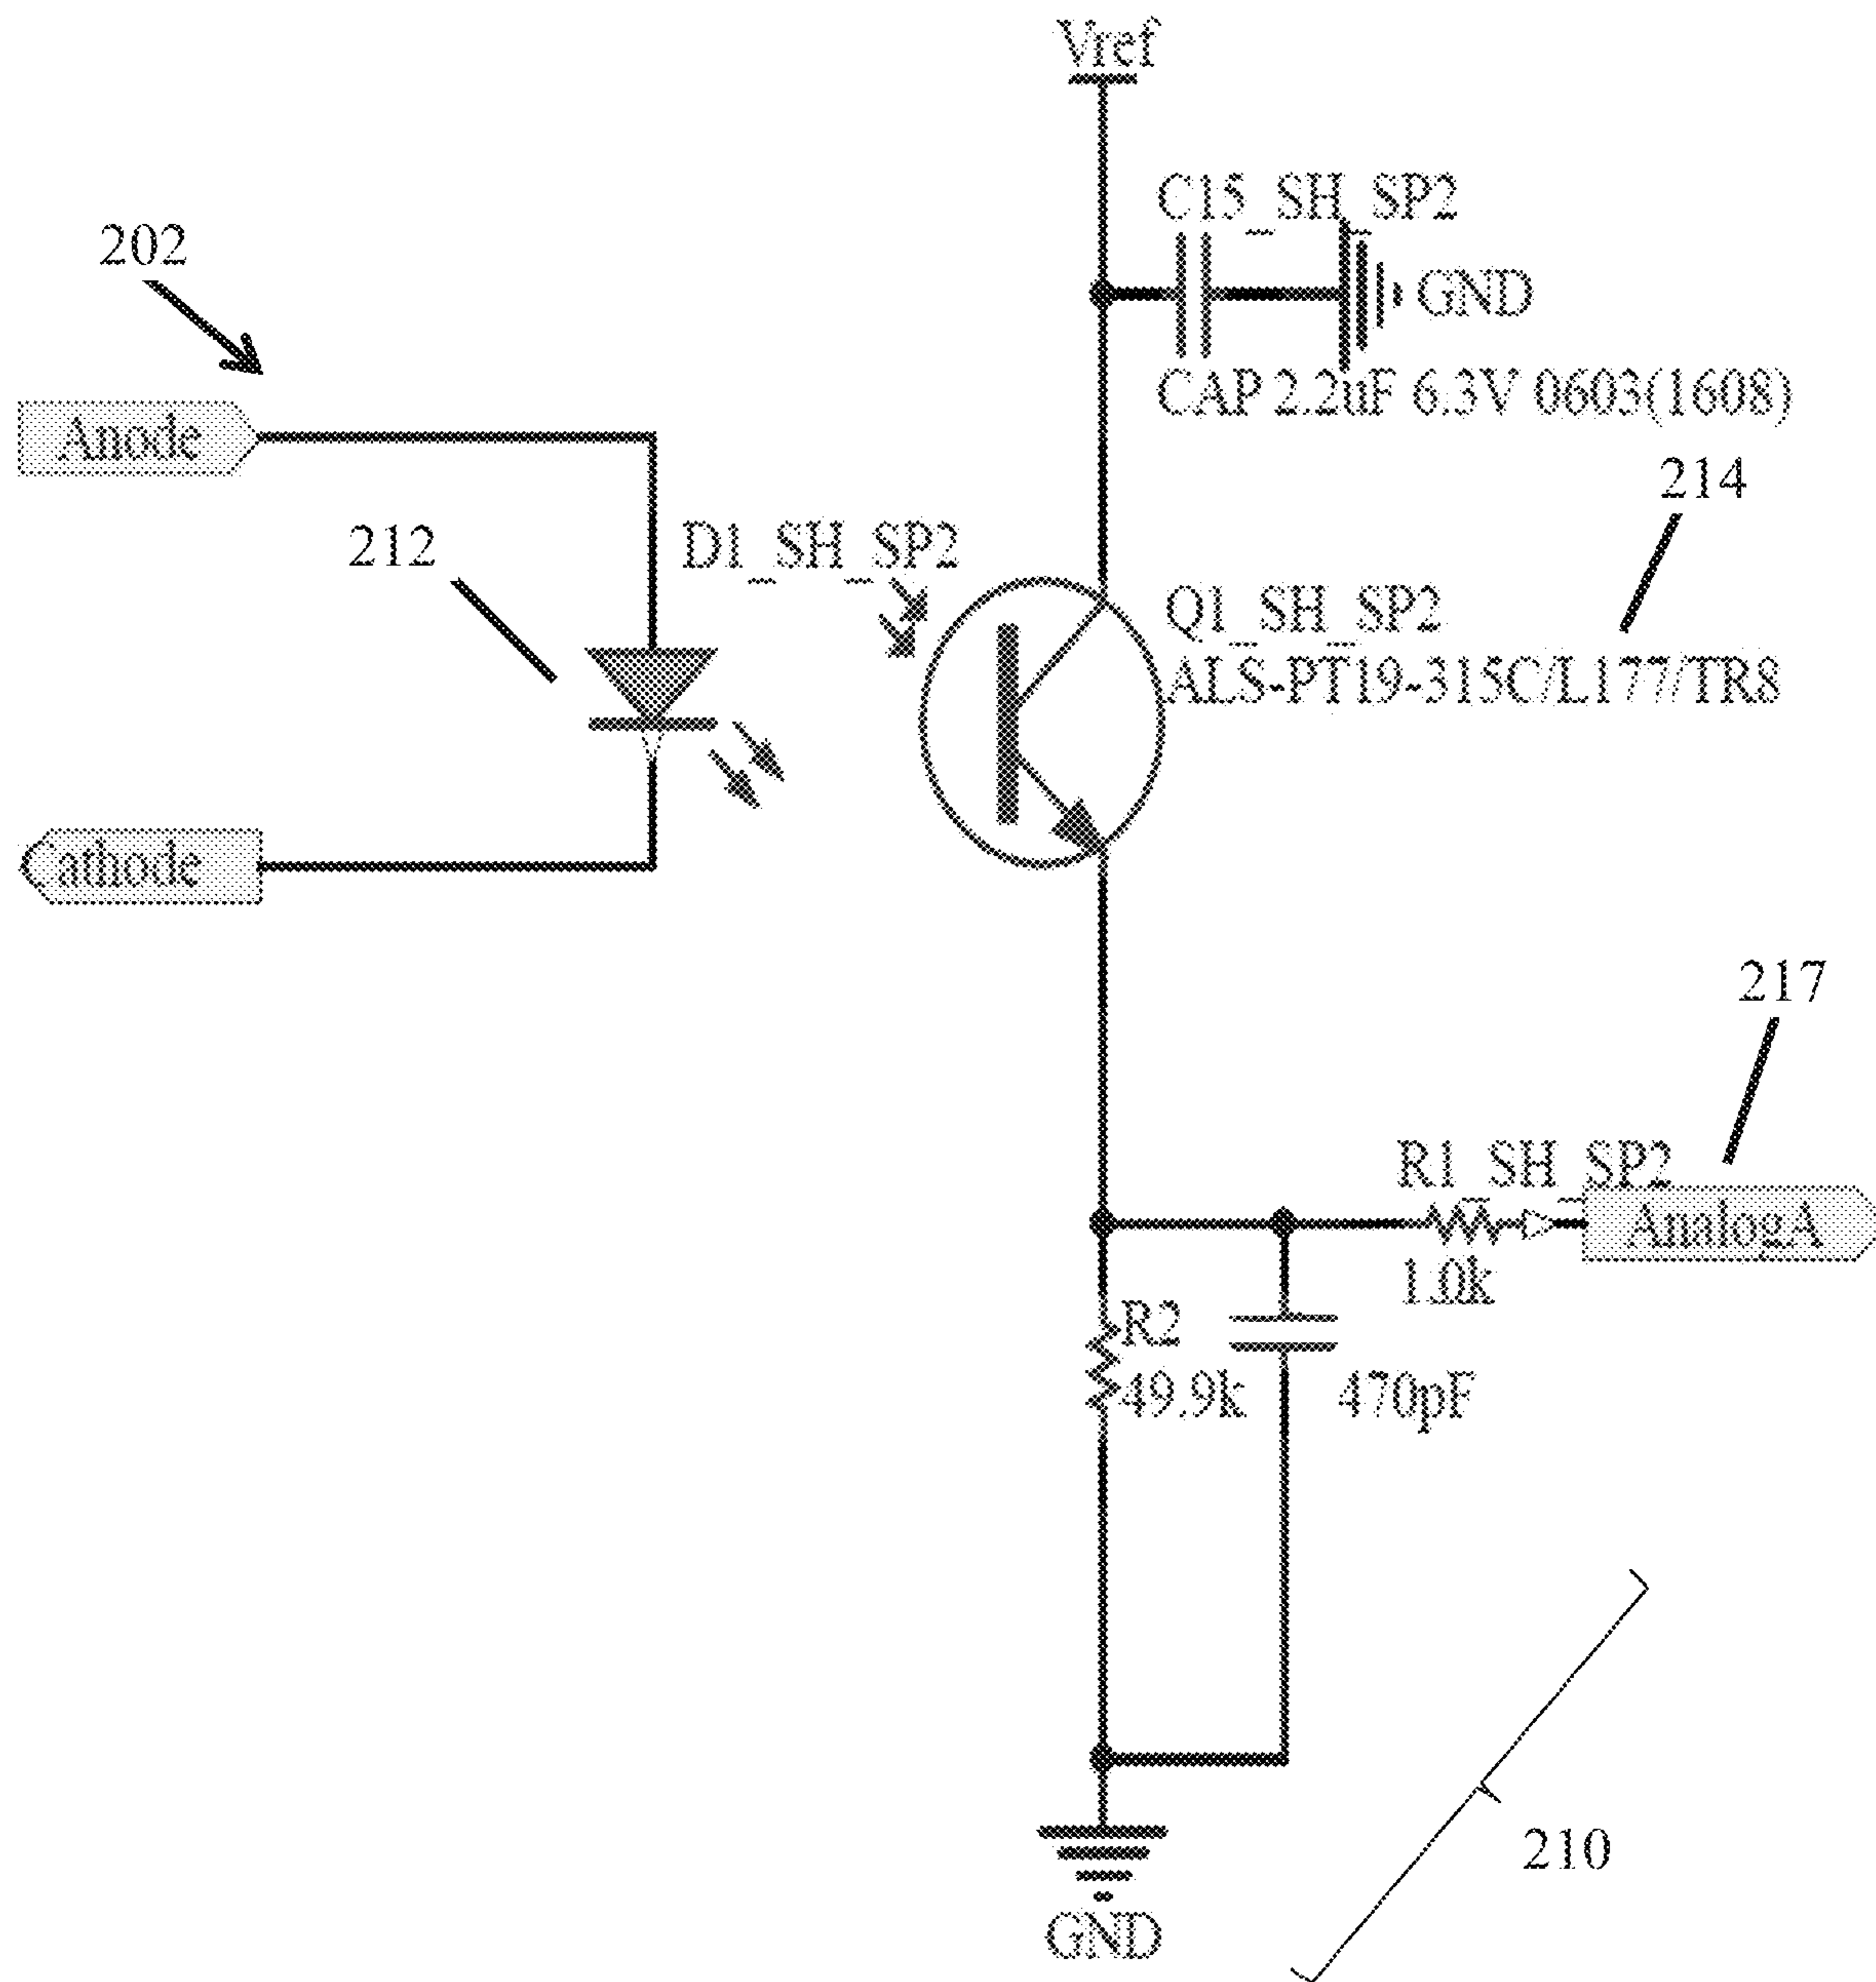 Vref
C15_SH_SP2
GND
CAP 2.2uF 6.3V 0603(1608)
202
Anode
214
212
D1_SH_SP2
Q1_SH_SP2
ALS-PT19-315C/L177/TR8
Cathode
217
R1_SH_SP2
AnalogA
1.0k
R2
49.9k
470pF
210
GND